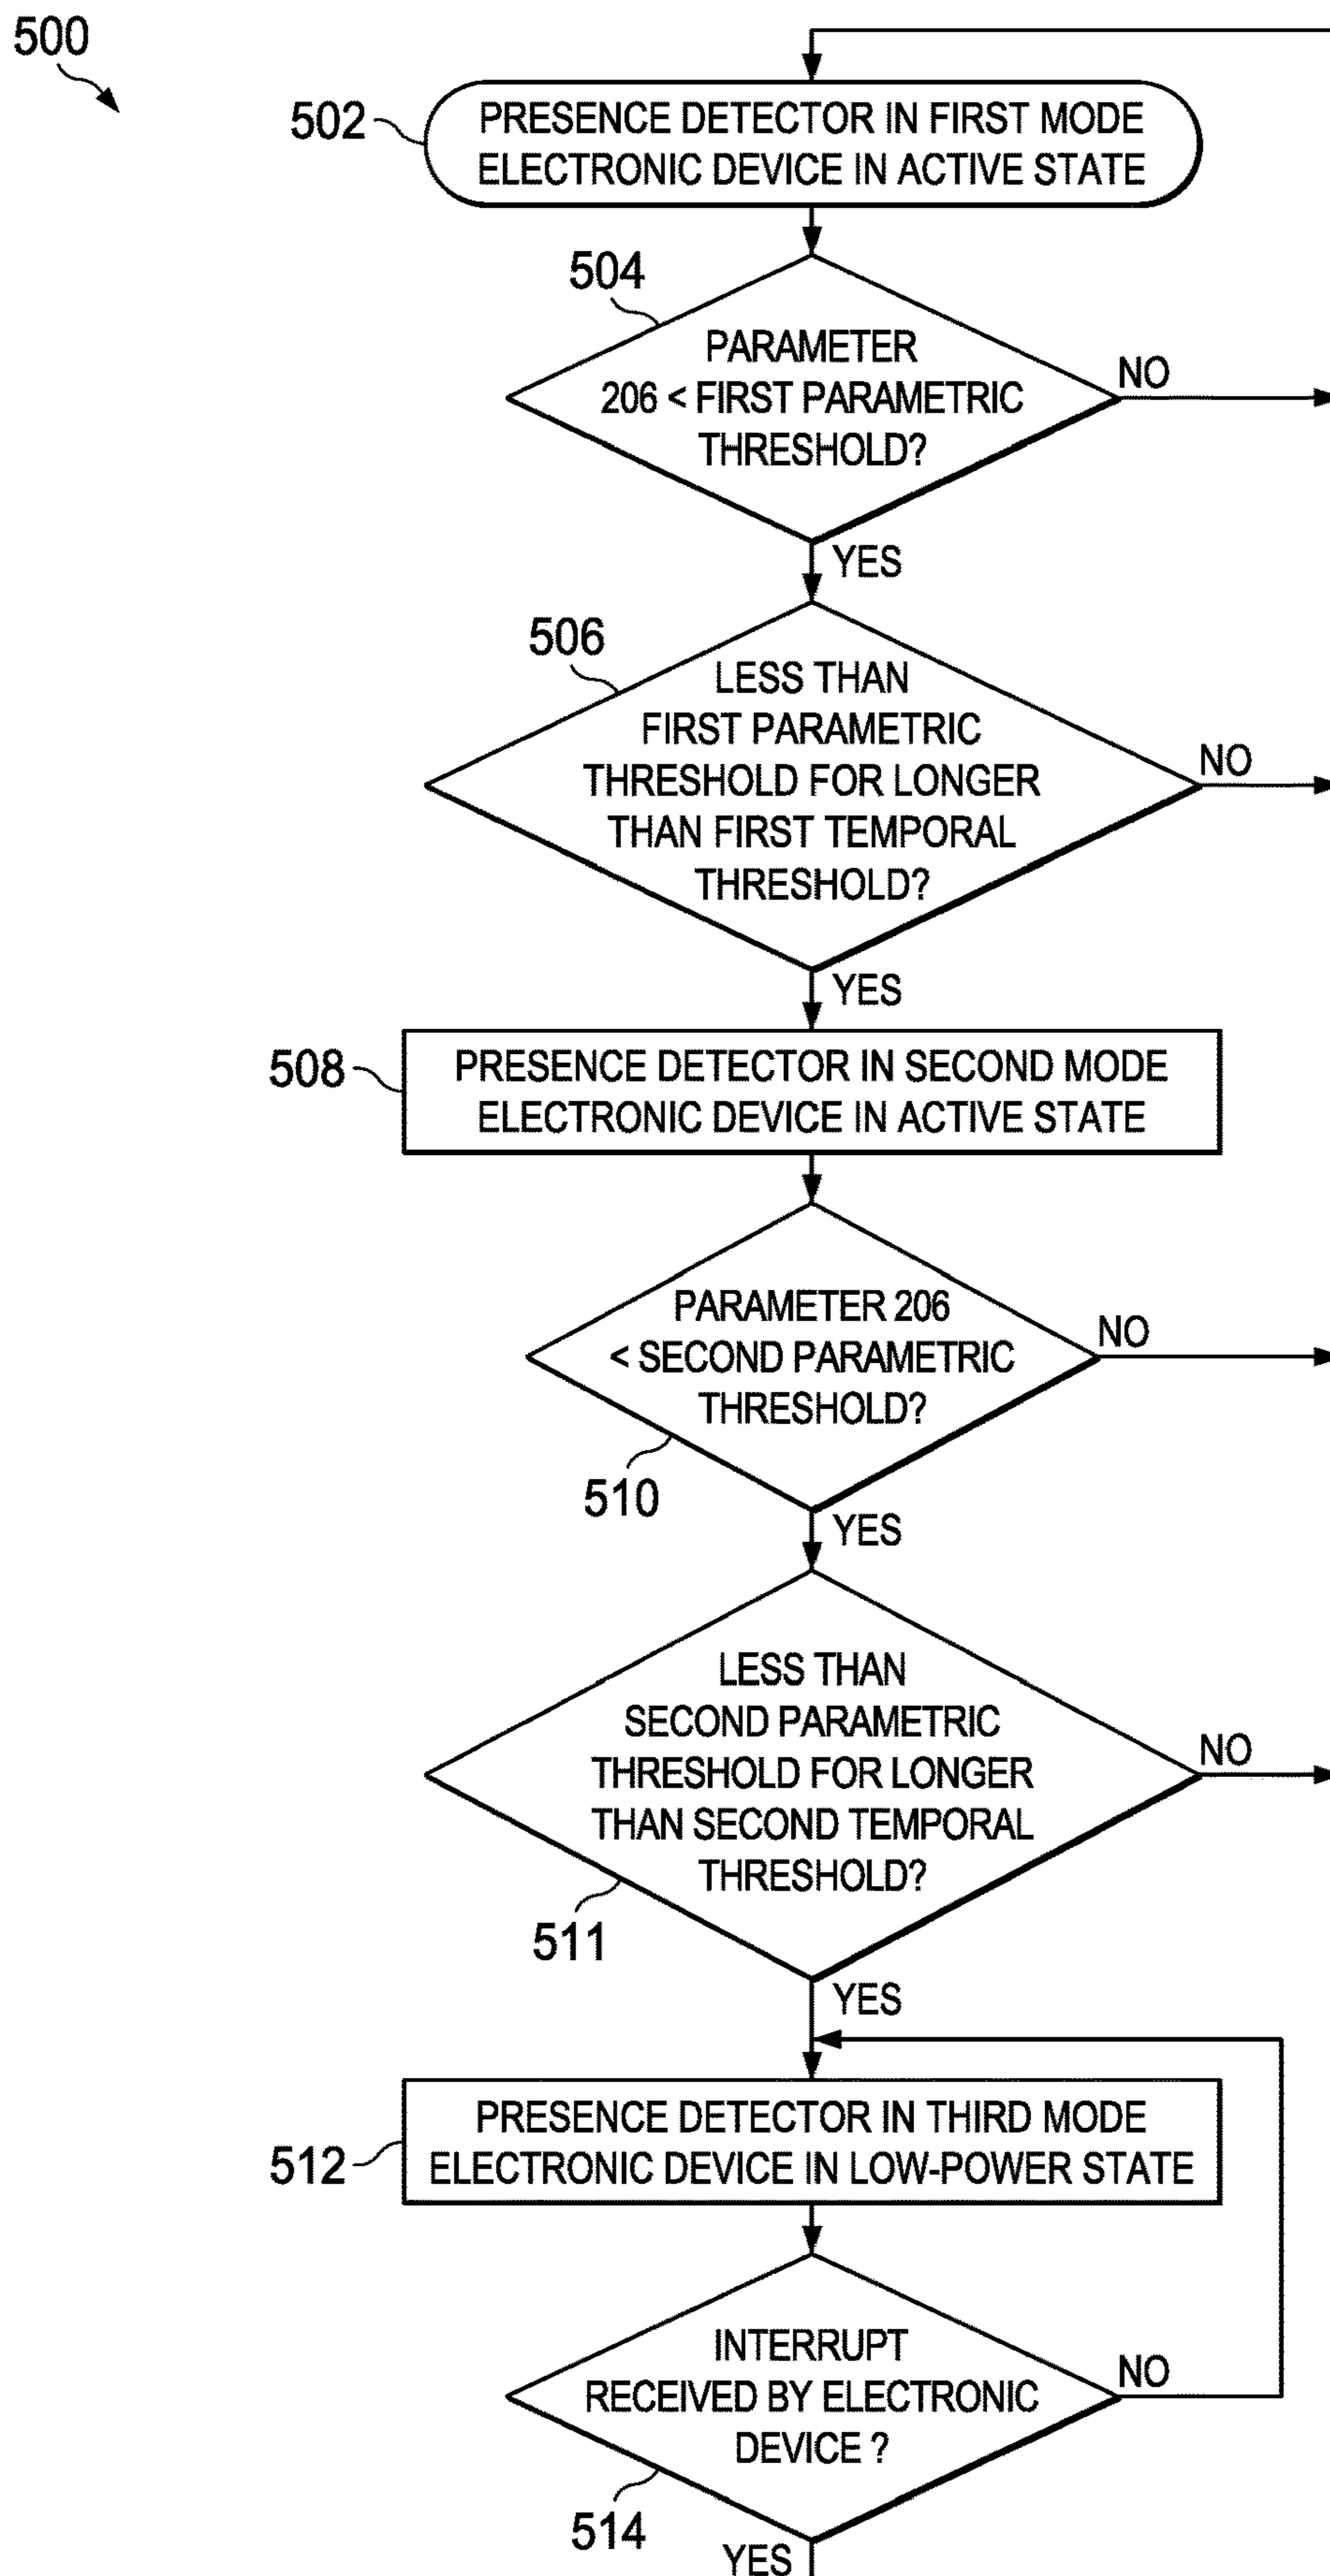 500
502
PRESENCE DETECTOR IN FIRST MODE
ELECTRONIC DEVICE IN ACTIVE STATE
504
PARAMETER
206 < FIRST PARAMETRIC
THRESHOLD?
NO
YES
506
LESS THAN
FIRST PARAMETRIC
THRESHOLD FOR LONGER
THAN FIRST TEMPORAL
THRESHOLD?
NO
YES
508
PRESENCE DETECTOR IN SECOND MODE
ELECTRONIC DEVICE IN ACTIVE STATE
PARAMETER 206
< SECOND PARAMETRIC
THRESHOLD?
NO
510
YES
LESS THAN
SECOND PARAMETRIC
THRESHOLD FOR LONGER
THAN SECOND TEMPORAL
THRESHOLD?
NO
511
YES
512
PRESENCE DETECTOR IN THIRD MODE
ELECTRONIC DEVICE IN LOW-POWER STATE
INTERRUPT
RECEIVED BY ELECTRONIC
DEVICE ?
NO
514
YES